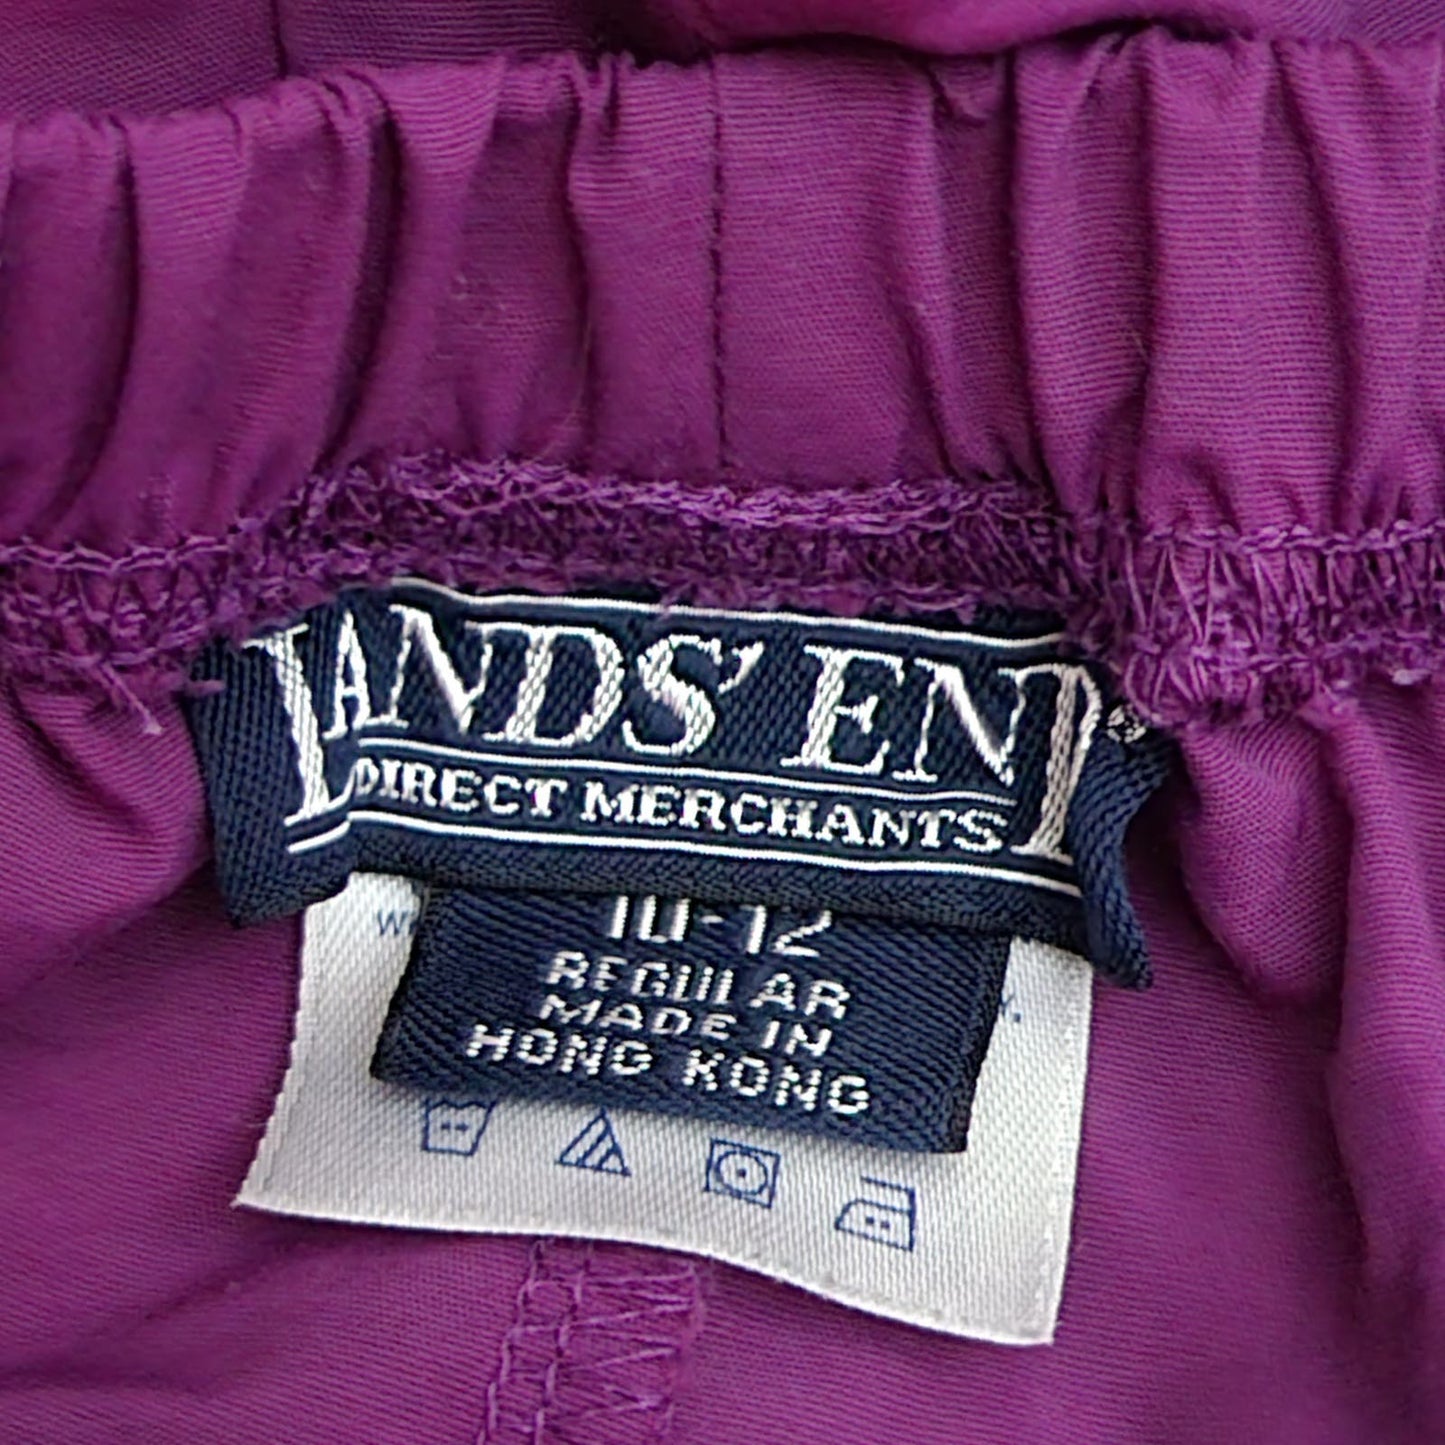 LANDS' END®
DIRECT MERCHANTS
10-12
REGULAR
MADE IN
HONG KONG